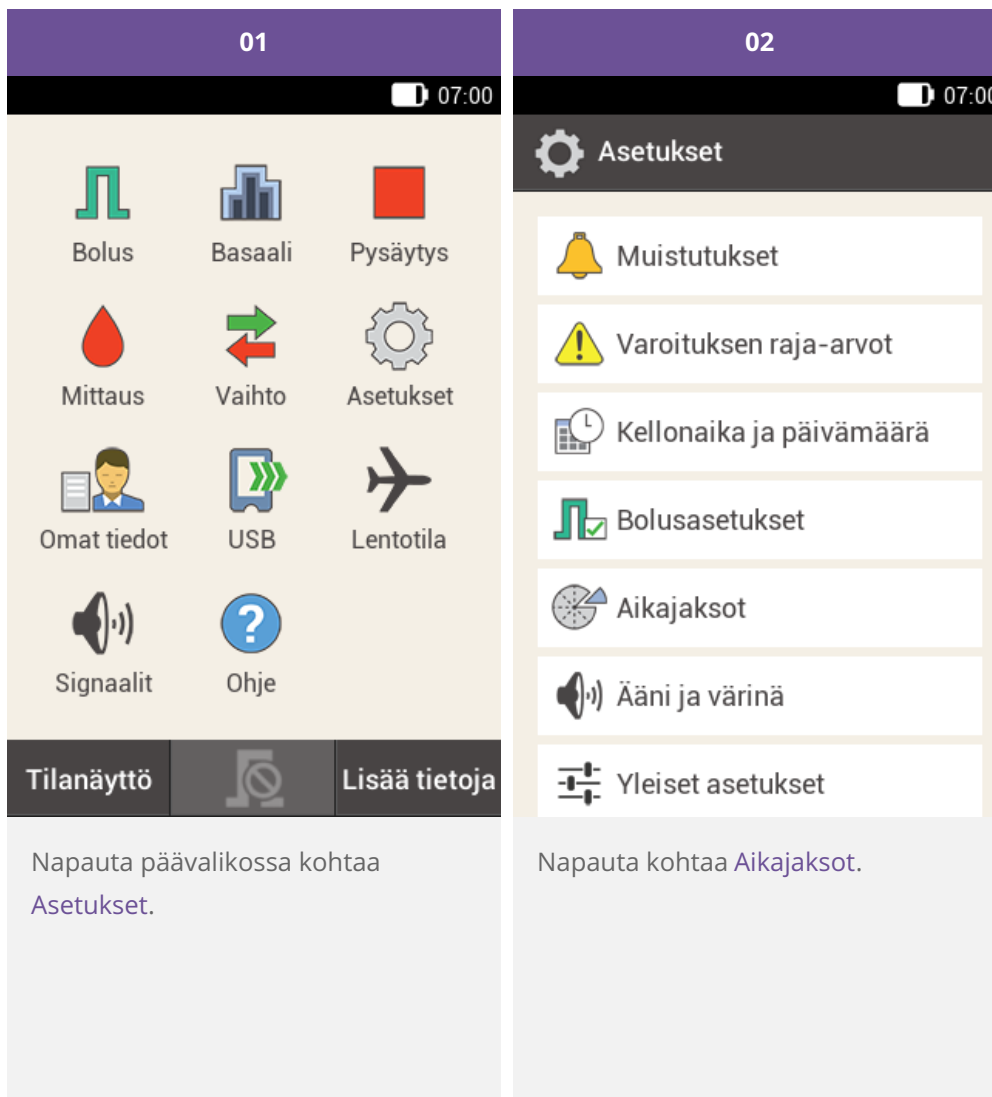 01
07:00
Bolus
Basaali
Pysäytys
Mittaus
Vaihto
Asetukset
Omat tiedot
USB
Lentotila
Signaalit
Ohje
Tilanäyttö
Lisää tietoja
Napauta päävalikossa kohtaa
Asetukset.
02
07:00
Asetukset
Muistutukset
Varoituksen raja-arvot
Kellonaika ja päivämäärä
Bolusasetukset
Aikajaksot
Ääni ja värinä
Yleiset asetukset
Napauta kohtaa Aikajaksot.